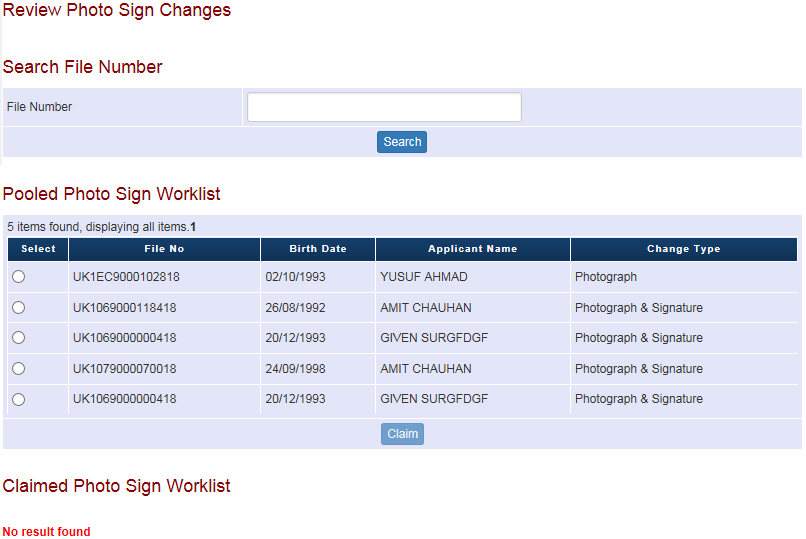 Review Photo Sign Changes
Search File Number
File Number
Search
Pooled Photo Sign Worklist
5 items found, displaying all items.1
Select File No Birth Date Applicant Name Change Type
UK1EC9000102818 02/10/1993 YUSUF AHMAD Photograph
UK1069000118418 26/08/1992 AMIT CHAUHAN Photograph & Signature
UK1069000000418 20/12/1993 GIVEN SURGFDGF Photograph & Signature
UK1079000070018 24/09/1998 AMIT CHAUHAN Photograph & Signature
UK1069000000418 20/12/1993 GIVEN SURGFDGF Photograph & Signature
Claim
Claimed Photo Sign Worklist
No result found